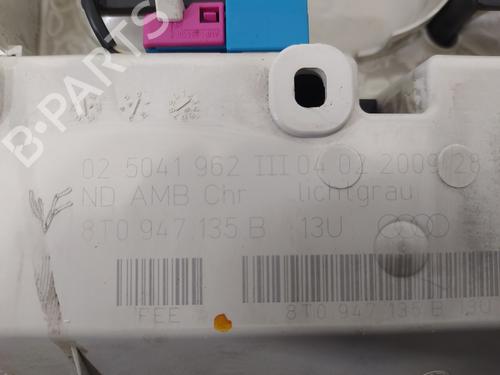 B-PARTS
02 5041 962 III 04 02 2009 28
ND AMB Chr lichtgrau
8T0 947 135 B 13U
FEE
8T0 947 135 B 13U